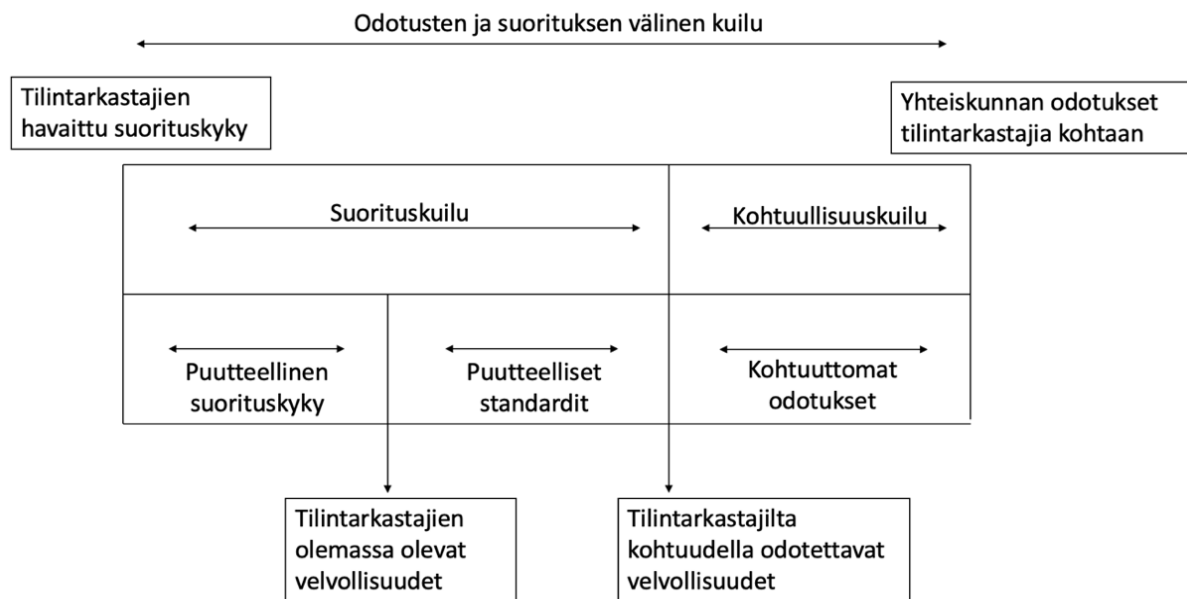 Odotusten ja suorituksen välinen kuilu
Tilintarkastajien
havaittu suorituskyky
Yhteiskunnan odotukset
tilintarkastajia kohtaan
Suorituskuilu
Kohtuullisuuskuilu
Puutteellinen
suorituskyky
Puutteelliset
standardit
Kohtuuttomat
odotukset
Tilintarkastajien
olemassa olevat
velvollisuudet
Tilintarkastajilta
kohtuudella odotettavat
velvollisuudet